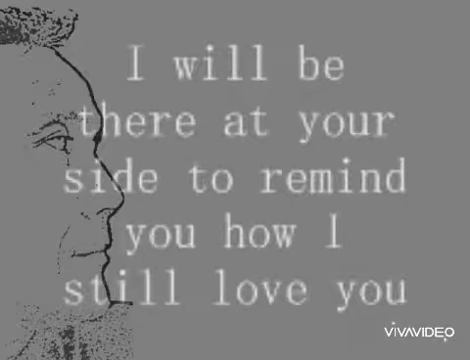 I will be
there at your
side to remind
you how I
still love you
VIVAVIDEO